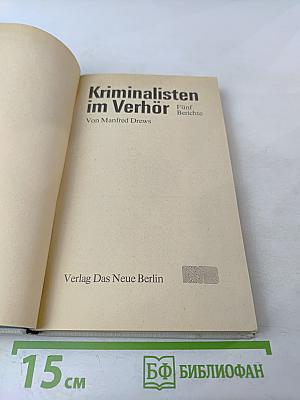 Kriminalisten
im Verhör Fünf
Berichte
Von Manfred Drews
Verlag Das Neue Berlin
15 см
БФ БИБЛИОФАН